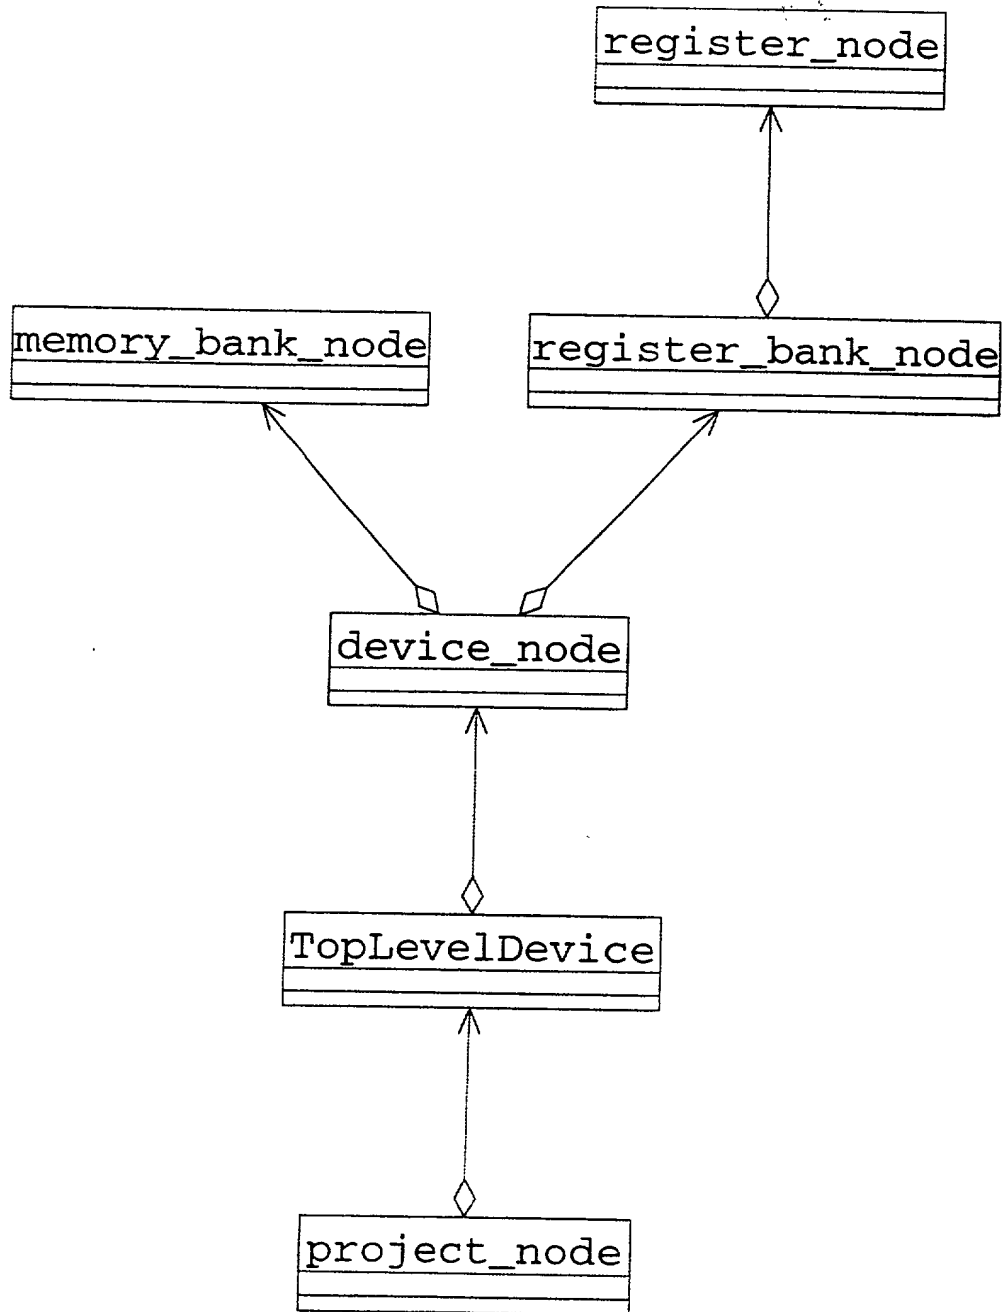 register_node
memory_bank_node
register_bank_node
device_node
TopLevelDevice
project_node